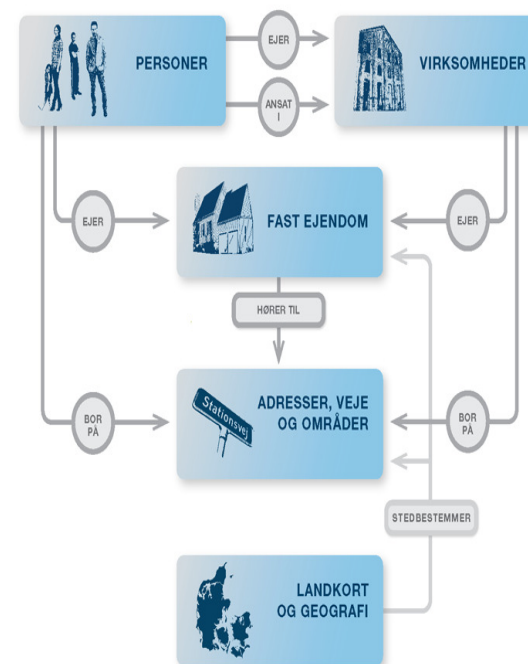 PERSONER
EJER
VIRKSOMHEDER
ANSAT
I
EJER
FAST EJENDOM
EJER
HØRER TIL
Stationsvej
ADRESSER, VEJE
OG OMRÅDER
BOR
PÅ
BOR
PÅ
STEDBESTEMMER
LANDKORT
OG GEOGRAFI